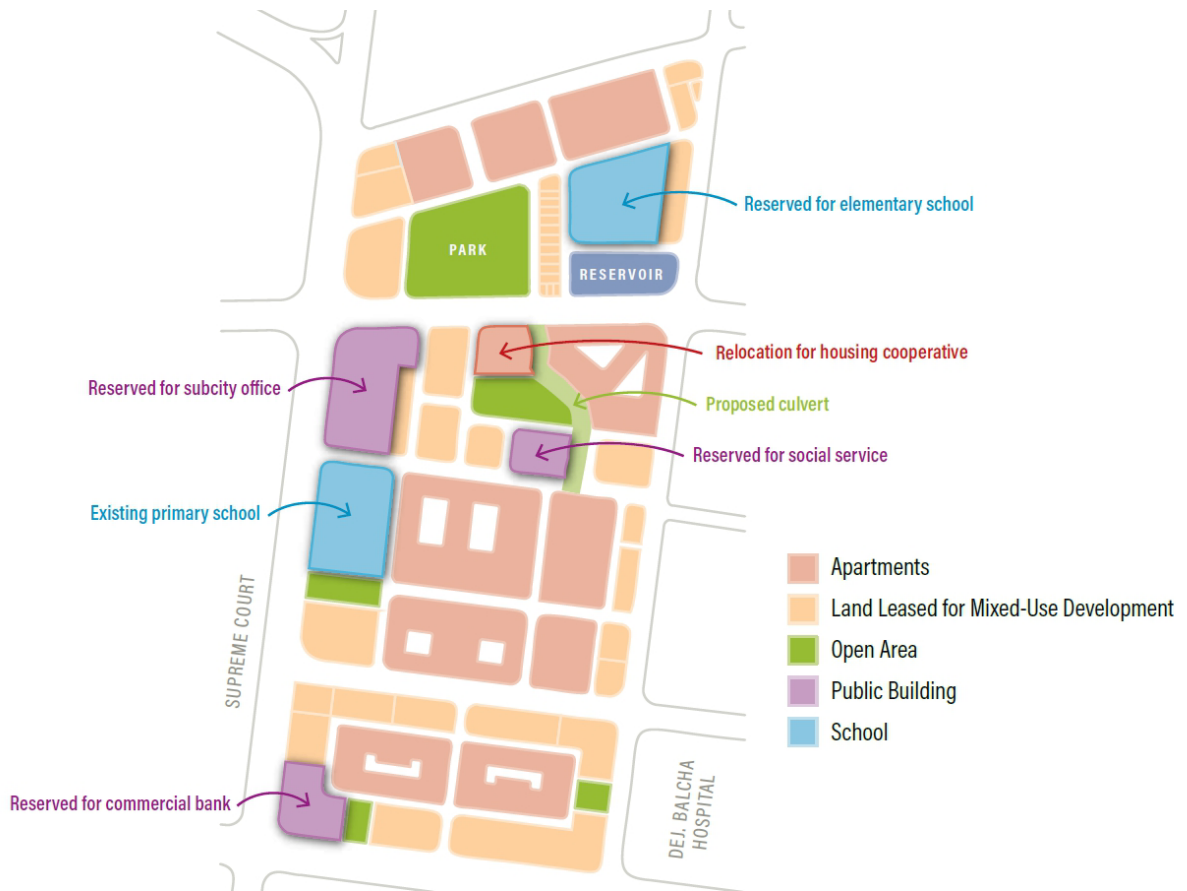 Reserved for elementary school
PARK
RESERVOIR
Relocation for housing cooperative
Reserved for subcity office
Proposed culvert
Reserved for social service
Existing primary school
Apartments
Land Leased for Mixed-Use Development
Open Area
Public Building
School
SUPREME COURT
Reserved for commercial bank
DEJ. BALCHA
HOSPITAL